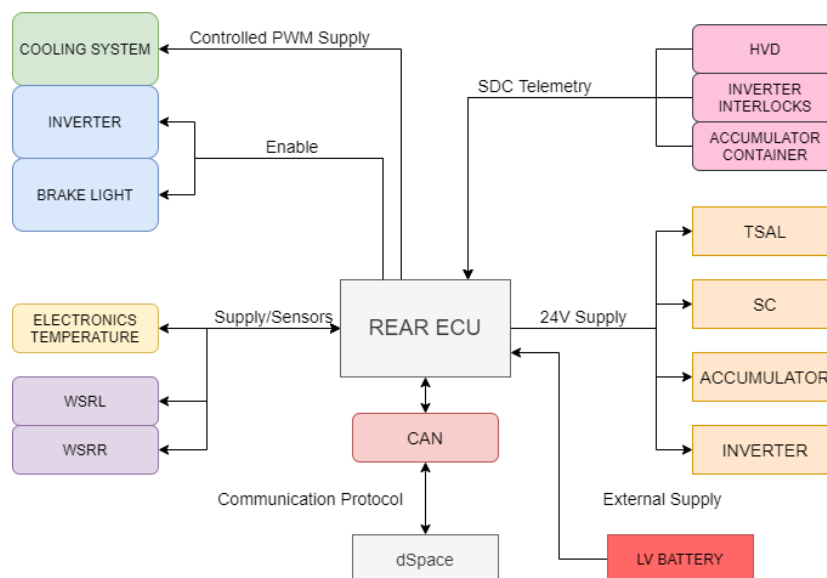 COOLING SYSTEM
Controlled PWM Supply
HVD
SDC Telemetry
INVERTER
INTERLOCKS
INVERTER
Enable
ACCUMULATOR
CONTAINER
BRAKE LIGHT
TSAL
SC
ELECTRONICS
TEMPERATURE
Supply/Sensors
REAR ECU
24V Supply
ACCUMULATOR
WSRL
WSRR
CAN
INVERTER
Communication Protocol
External Supply
dSpace
LV BATTERY